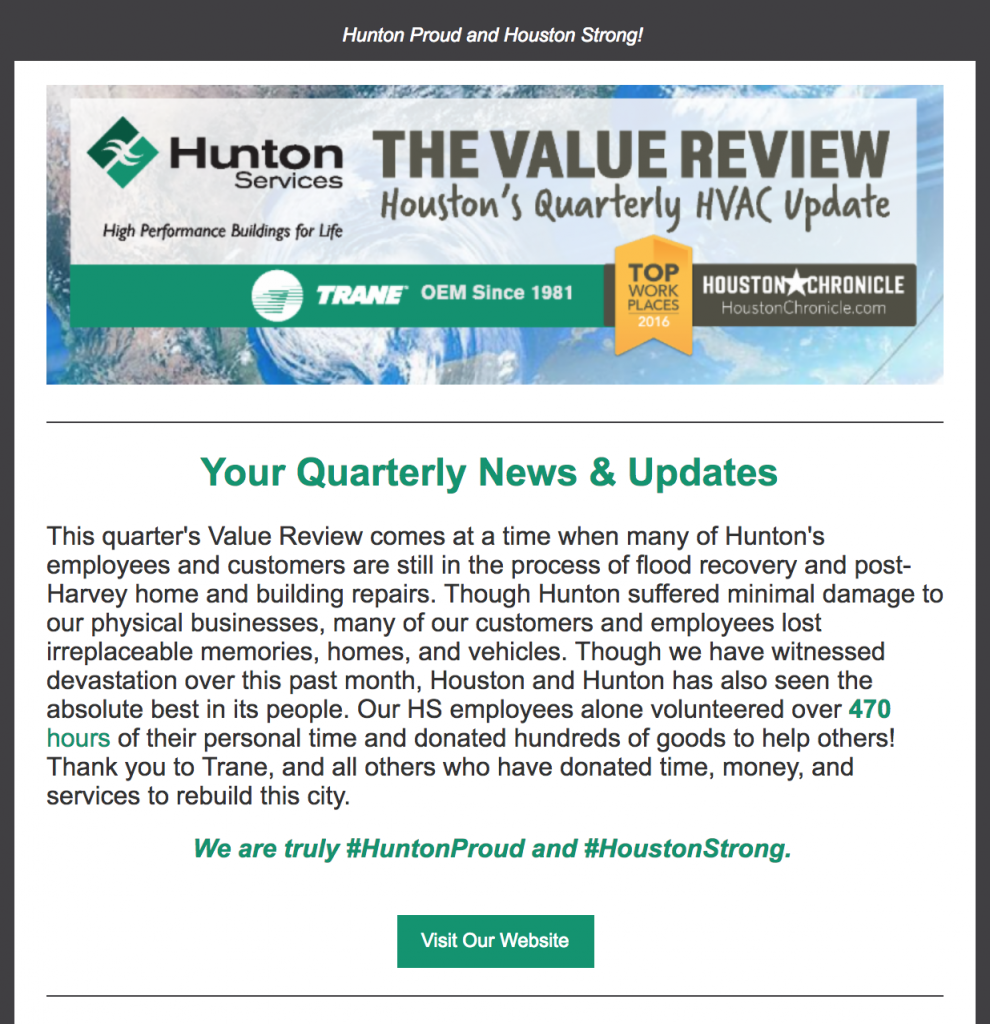 Hunton Proud and Houston Strong!
Hunton
Services
High Performance Buildings for Life
THE VALUE REVIEW
Houston's Quarterly HVAC Update
TRANE OEM Since 1981
TOP
WORK
PLACES
2016
HOUSTON★CHRONICLE
HoustonChronicle.com
Your Quarterly News & Updates
This quarter's Value Review comes at a time when many of Hunton's
employees and customers are still in the process of flood recovery and post-
Harvey home and building repairs. Though Hunton suffered minimal damage to
our physical businesses, many of our customers and employees lost
irreplaceable memories, homes, and vehicles. Though we have witnessed
devastation over this past month, Houston and Hunton has also seen the
absolute best in its people. Our HS employees alone volunteered over 470
hours of their personal time and donated hundreds of goods to help others!
Thank you to Trane, and all others who have donated time, money, and
services to rebuild this city.
We are truly #HuntonProud and #HoustonStrong.
Visit Our Website